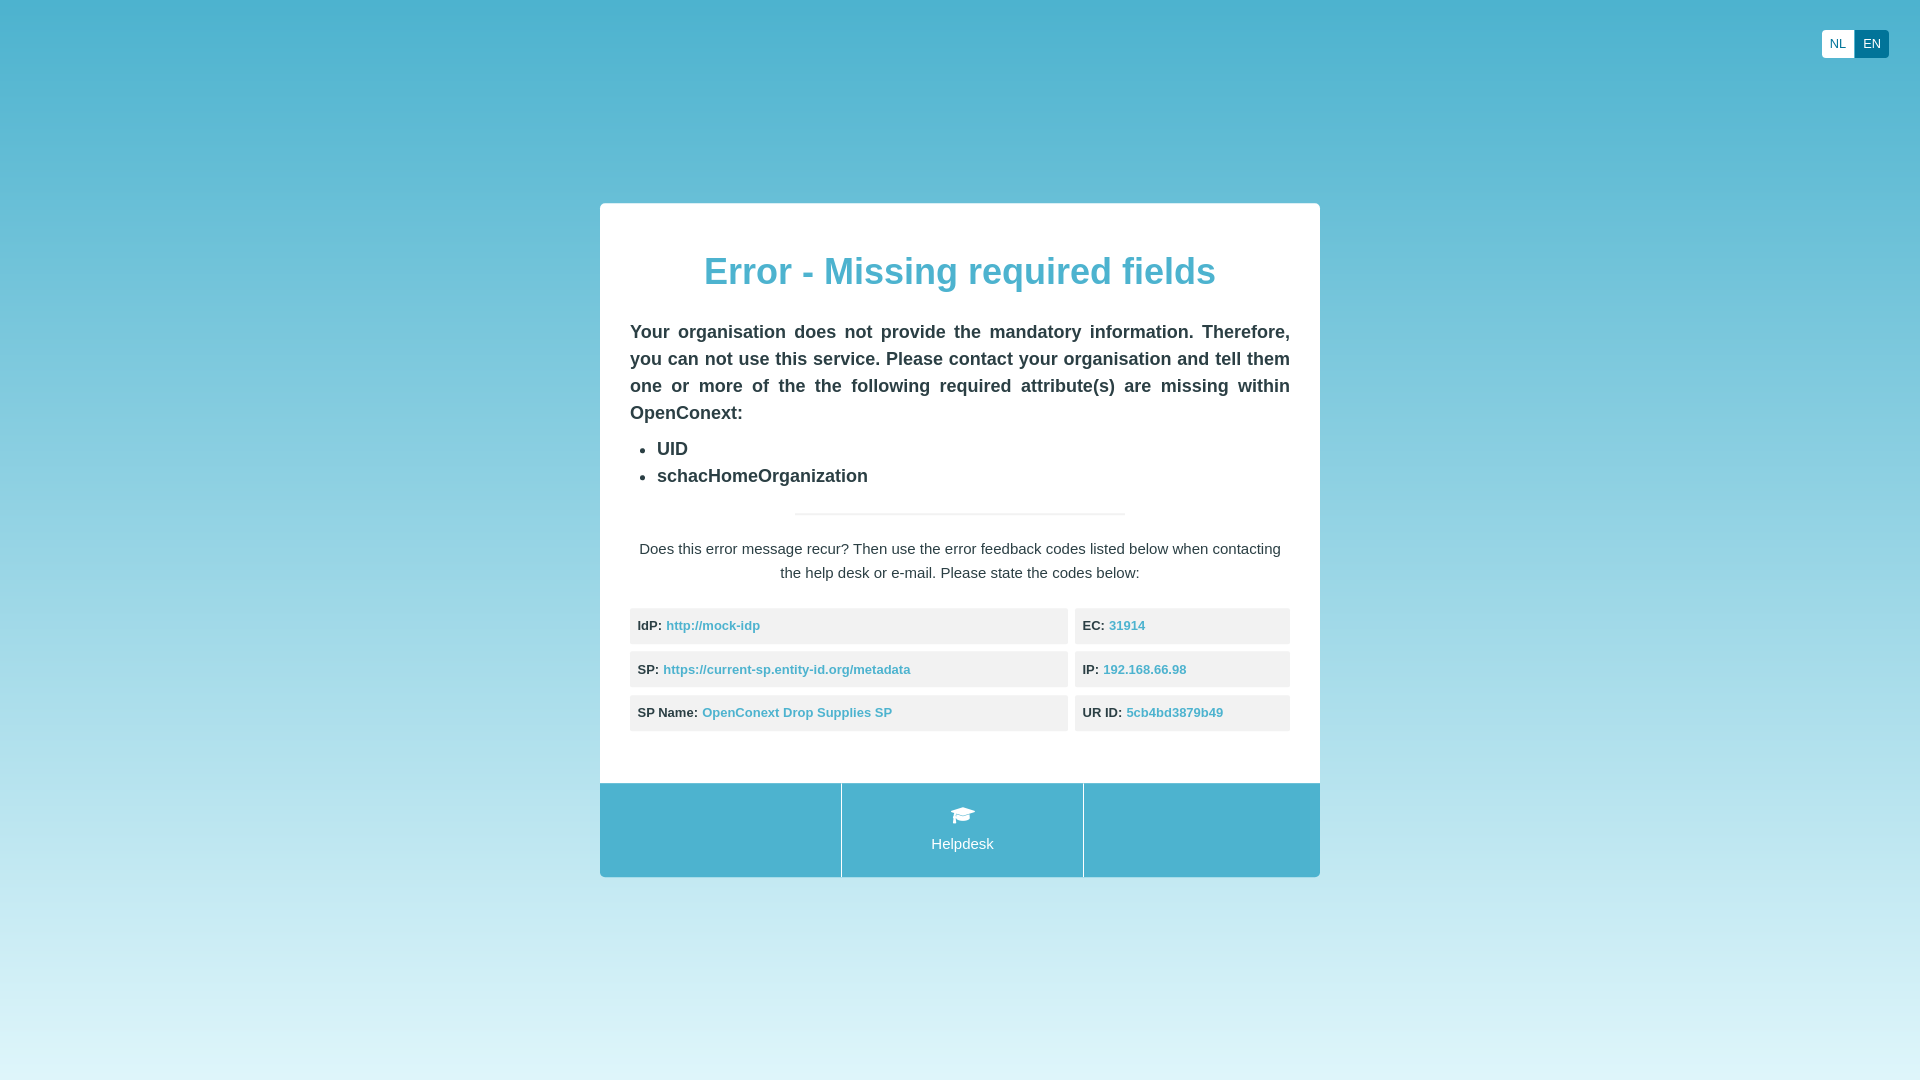 NL EN
Error - Missing required fields
Your organisation does not provide the mandatory information. Therefore,
you can not use this service. Please contact your organisation and tell them
one or more of the the following required attribute(s) are missing within
OpenConext:
• UID
• schacHomeOrganization
Does this error message recur? Then use the error feedback codes listed below when contacting
the help desk or e-mail. Please state the codes below:
IdP: http://mock-idp EC: 31914
SP: https://current-sp.entity-id.org/metadata IP: 192.168.66.98
SP Name: OpenConext Drop Supplies SP UR ID: 5cb4bd3879b49
Helpdesk